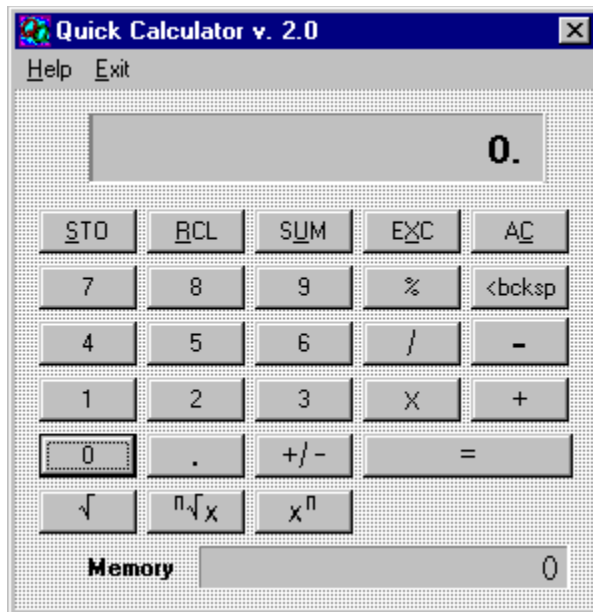 Quick Calculator v. 2.0
Help Exit
0.
STO RCL SUM EXC AC
7 8 9 % <bcksp
4 5 6 / -
1 2 3 X +
0 . +/- =
√ ⁿ√x xⁿ
Memory 0